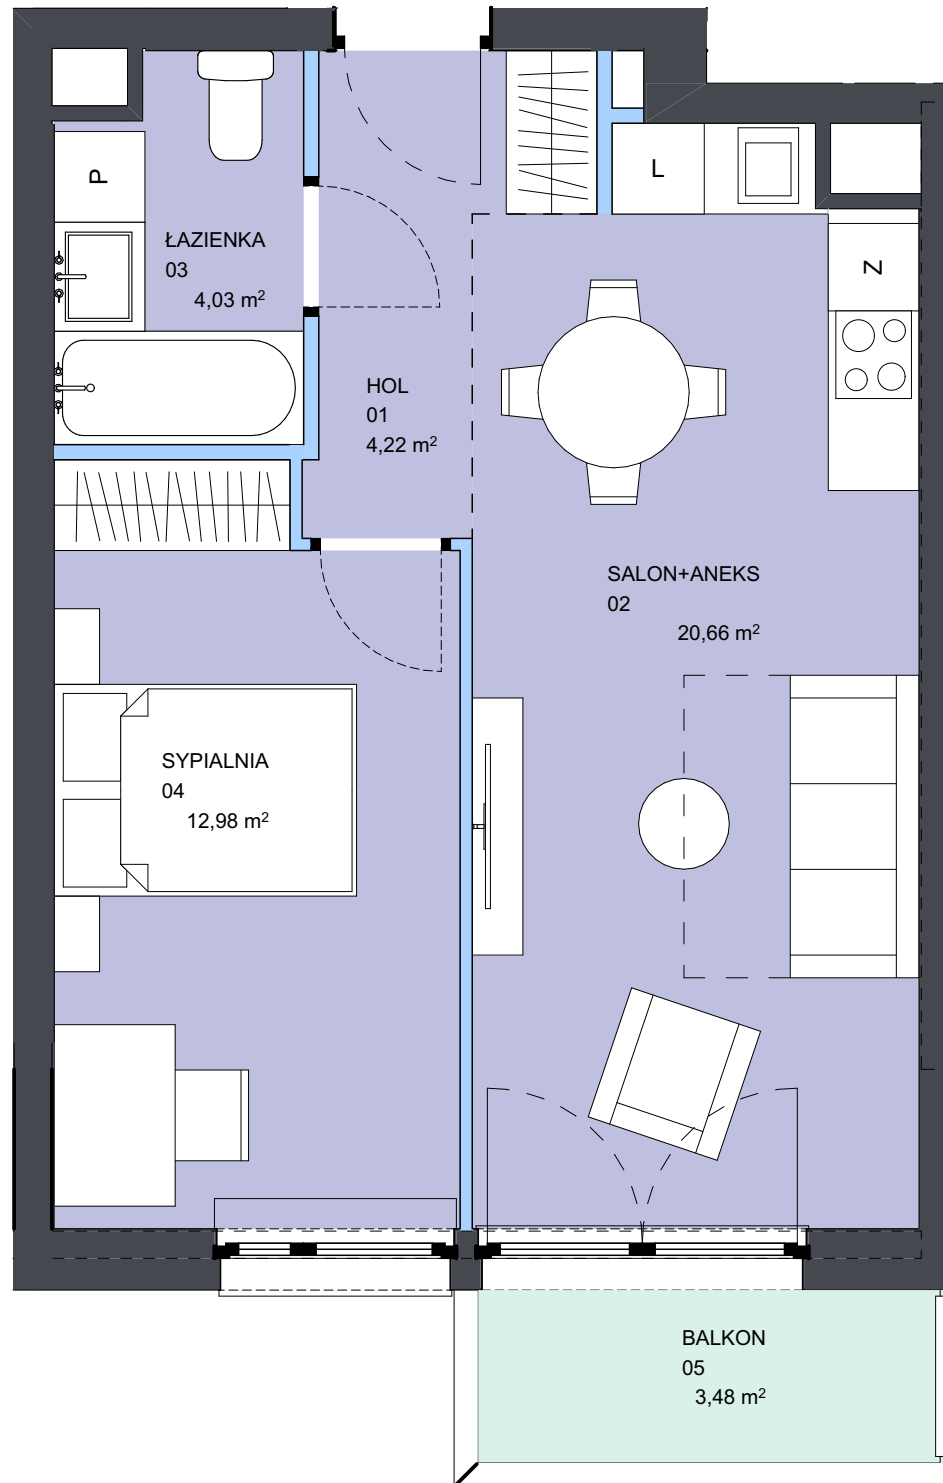 P
ŁAZIENKA
03
4,03 m²
L
Z
HOL
01
4,22 m²
SALON+ANEKS
02
20,66 m²
SYPIALNIA
04
12,98 m²
BALKON
05
3,48 m²